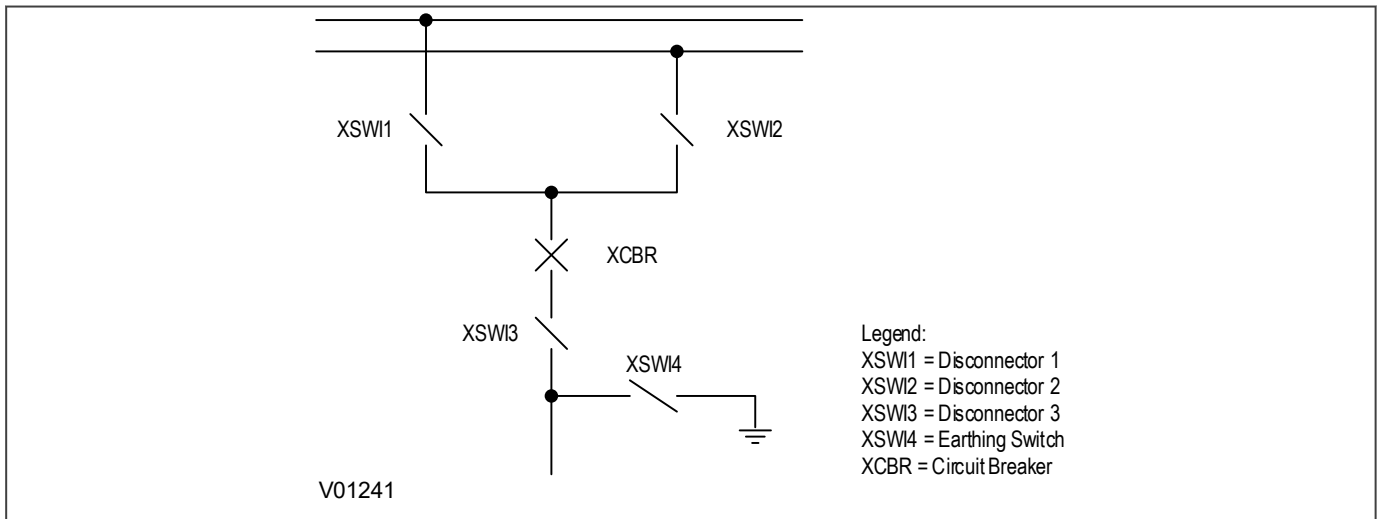 XSWI1
XSWI2
XCBR
XSWI3
XSWI4
Legend:
XSWI1 = Disconnector 1
XSWI2 = Disconnector 2
XSWI3 = Disconnector 3
XSWI4 = Earthing Switch
XCBR = Circuit Breaker
V01241